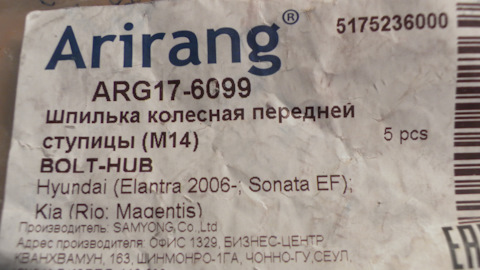 Arirang®
5175236000
ARG17-6099
Шпилька колесная передней
ступицы (M14)
5 pcs
BOLT-HUB
Hyundai (Elantra 2006-; Sonata EF);
Kia (Rio; Magentis)
Производитель: SAMYONG Co.,Ltd
Адрес производителя: ОФИС 1329, БИЗНЕС-ЦЕНТР
КВАНХВАМУН, 163, ШИНМОНРО-1ГА, ЧОННО-ГУ,СЕУЛ,
EAC